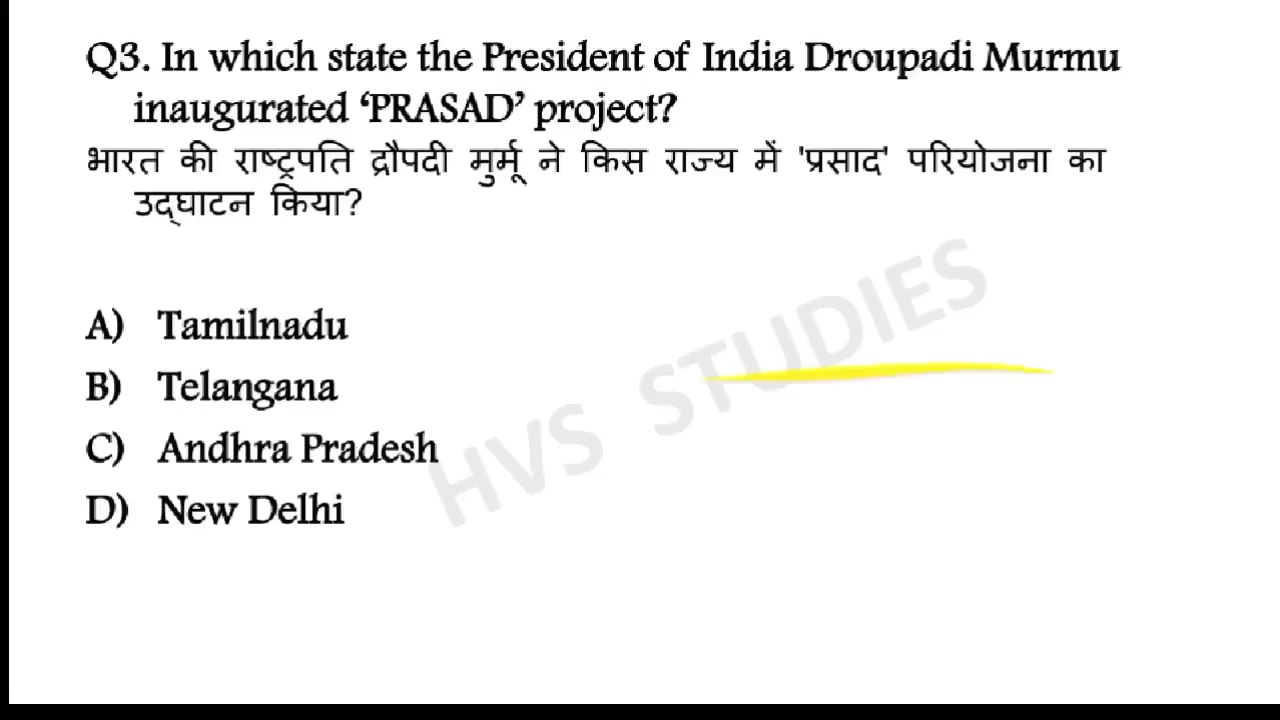 Q3. In which state the President of India Droupadi Murmu
inaugurated ‘PRASAD’ project?
भारत की राष्ट्रपति द्रौपदी मुर्मू ने किस राज्य में 'प्रसाद' परियोजना का
उद्घाटन किया?
HVS STUDIES
A) Tamilnadu
B) Telangana
C) Andhra Pradesh
D) New Delhi